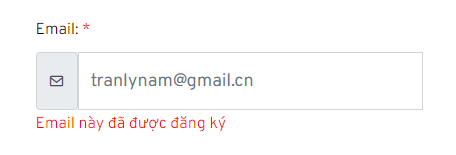 Email: *
tranlynam@gmail.cn
Email này đã được đăng ký